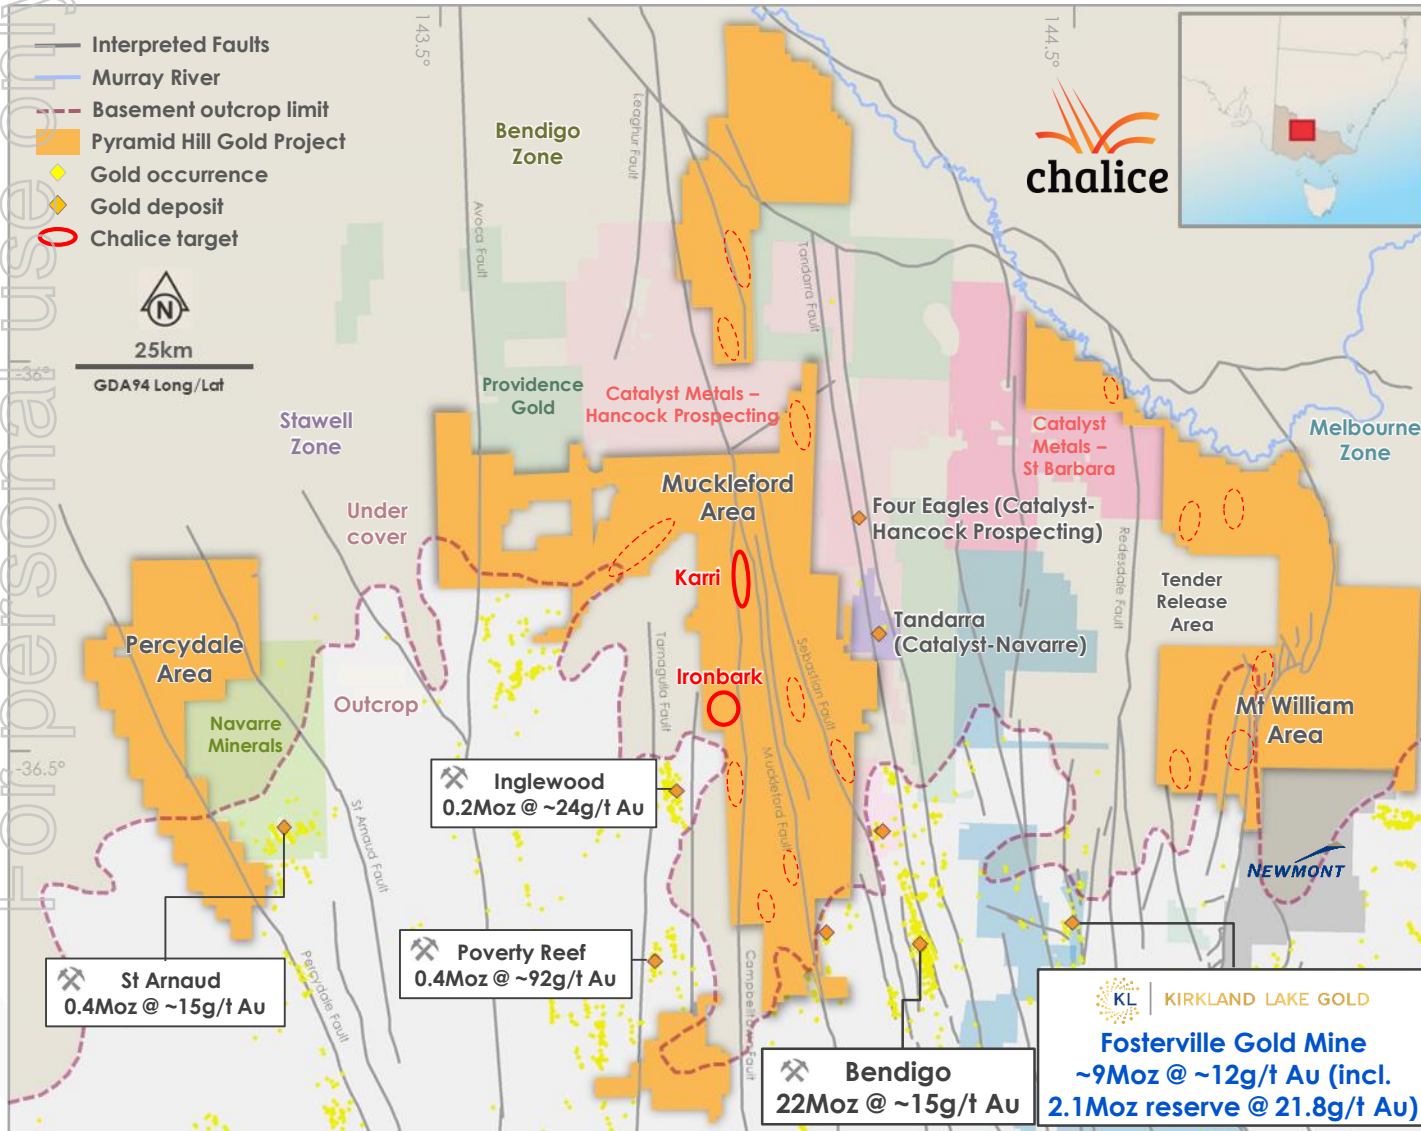 For personal use only
Interpreted Faults
Murray River
Basement outcrop limit
Pyramid Hill Gold Project
Gold occurrence
Gold deposit
Chalice target
N
25km
GDA94 Long/Lat
143.5°
144.5°
-36°
-36.5°
chalice
Bendigo
Zone
Leaghur Fault
Avoca Fault
Tandarra Fault
Providence
Gold
Catalyst Metals –
Hancock Prospecting
Stawell
Zone
Catalyst
Metals –
St Barbara
Melbourne
Zone
Muckleford
Area
Under
cover
Four Eagles (Catalyst-
Hancock Prospecting)
Redesdale Fault
Karri
Tender
Release
Area
Percydale
Area
Tandarra
(Catalyst-Navarre)
Tarnagulla Fault
Sebastian Fault
Ironbark
Outcrop
Navarre
Minerals
Mt William
Area
Muckleford Fault
Inglewood
0.2Moz @ ~24g/t Au
St Arnaud Fault
NEWMONT
Poverty Reef
0.4Moz @ ~92g/t Au
St Arnaud
0.4Moz @ ~15g/t Au
Percydale Fault
Campbelltown Fault
KL
KIRKLAND LAKE GOLD
Fosterville Gold Mine
~9Moz @ ~12g/t Au (incl.
2.1Moz reserve @ 21.8g/t Au)
Bendigo
22Moz @ ~15g/t Au